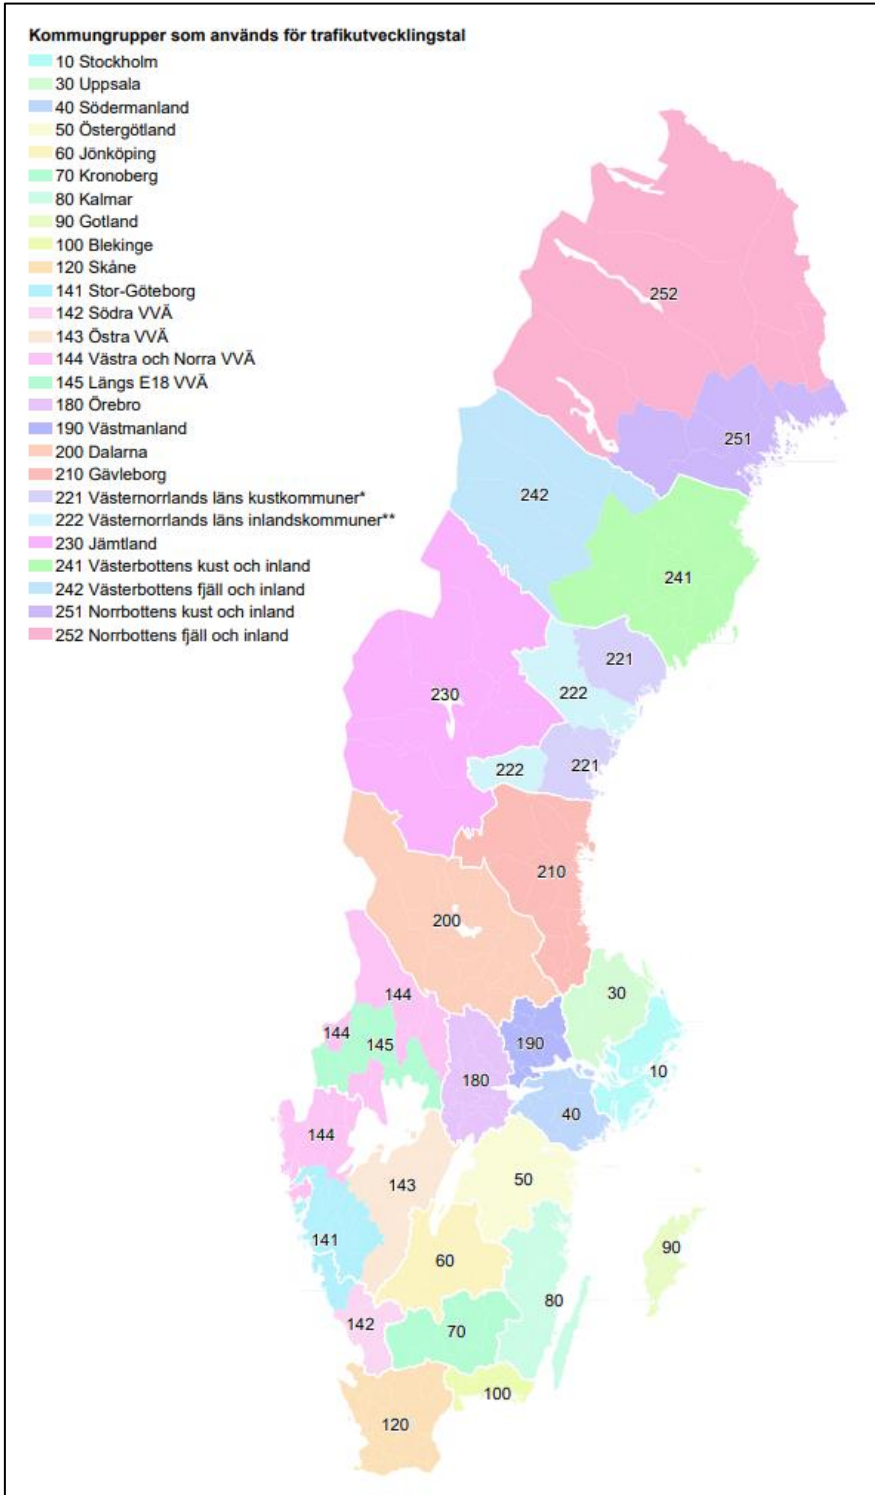 Kommungrupper som används för trafikutvecklingstal
10 Stockholm
30 Uppsala
40 Södermanland
50 Östergötland
60 Jönköping
70 Kronoberg
80 Kalmar
90 Gotland
100 Blekinge
120 Skåne
141 Stor-Göteborg
142 Södra VVÄ
143 Östra VVÄ
144 Västra och Norra VVÄ
145 Längs E18 VVÄ
180 Örebro
190 Västmanland
200 Dalarna
210 Gävleborg
221 Västernorrlands läns kustkommuner*
222 Västernorrlands läns inlandskommuner**
230 Jämtland
241 Västerbottens kust och inland
242 Västerbottens fjäll och inland
251 Norrbottens kust och inland
252 Norrbottens fjäll och inland
252
251
242
241
221
222
230
221
222
210
200
30
144
144
145
190
10
180
40
144
50
143
141
90
60
80
142
70
100
120